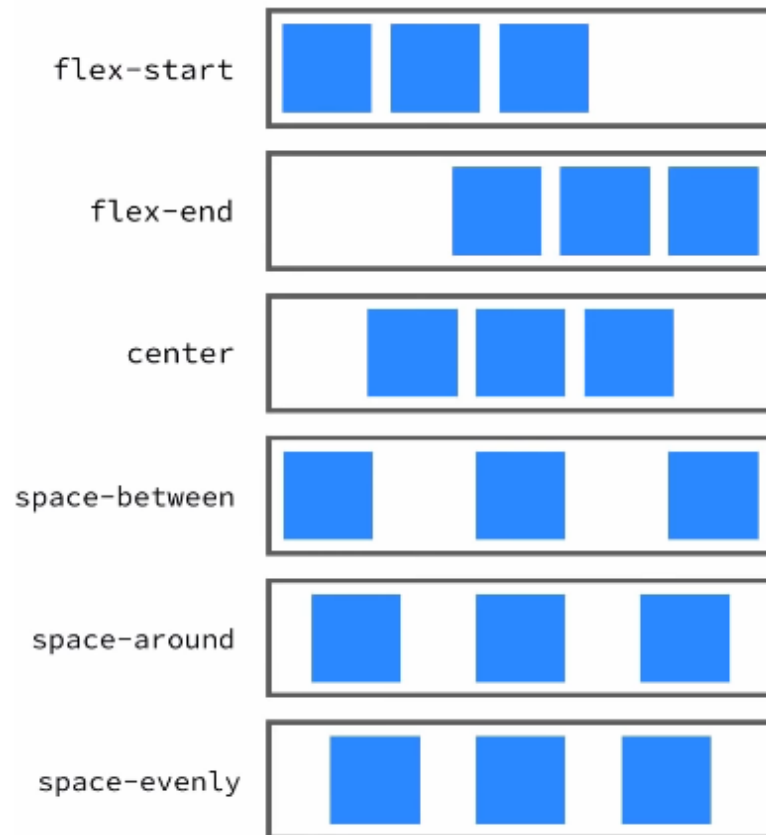 flex-start
flex-end
center
space-between
space-around
space-evenly